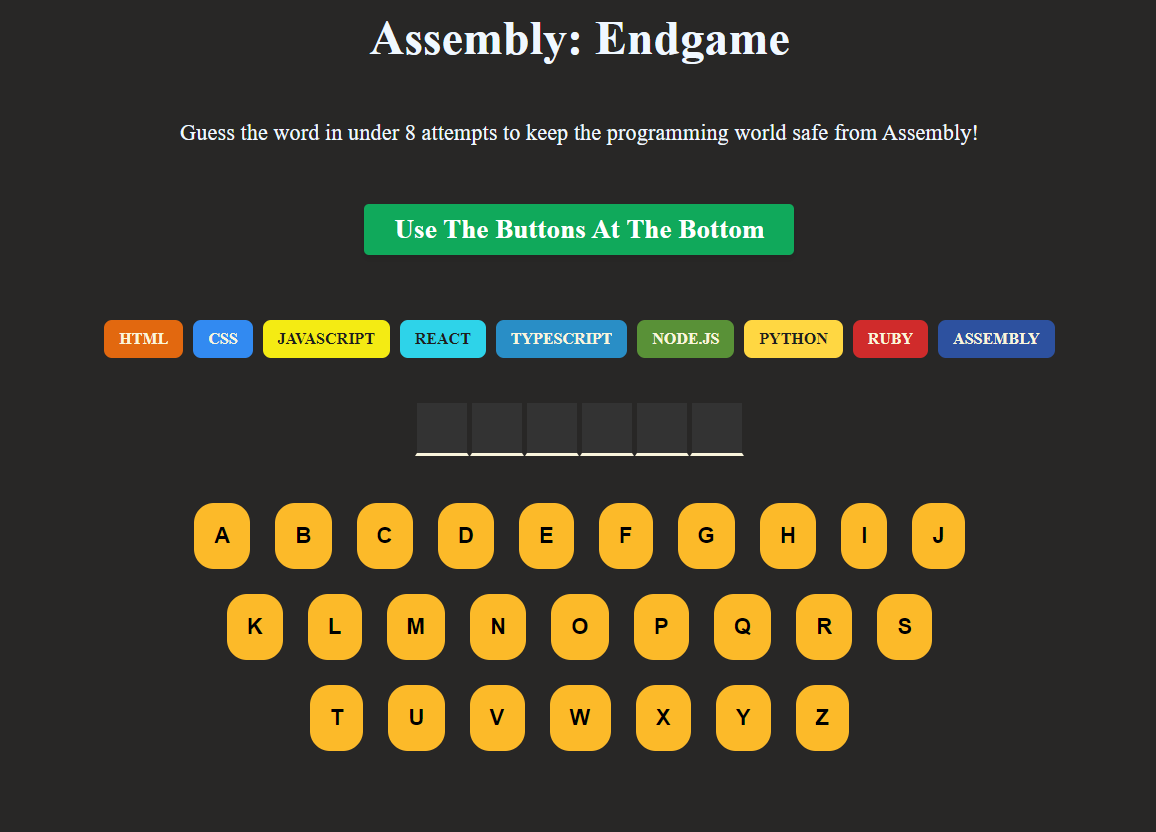 Assembly: Endgame
Guess the word in under 8 attempts to keep the programming world safe from Assembly!
Use The Buttons At The Bottom
HTML CSS JAVASCRIPT REACT TYPESCRIPT NODE.JS PYTHON RUBY ASSEMBLY
A B C D E F G H I J
K L M N O P Q R S
T U V W X Y Z